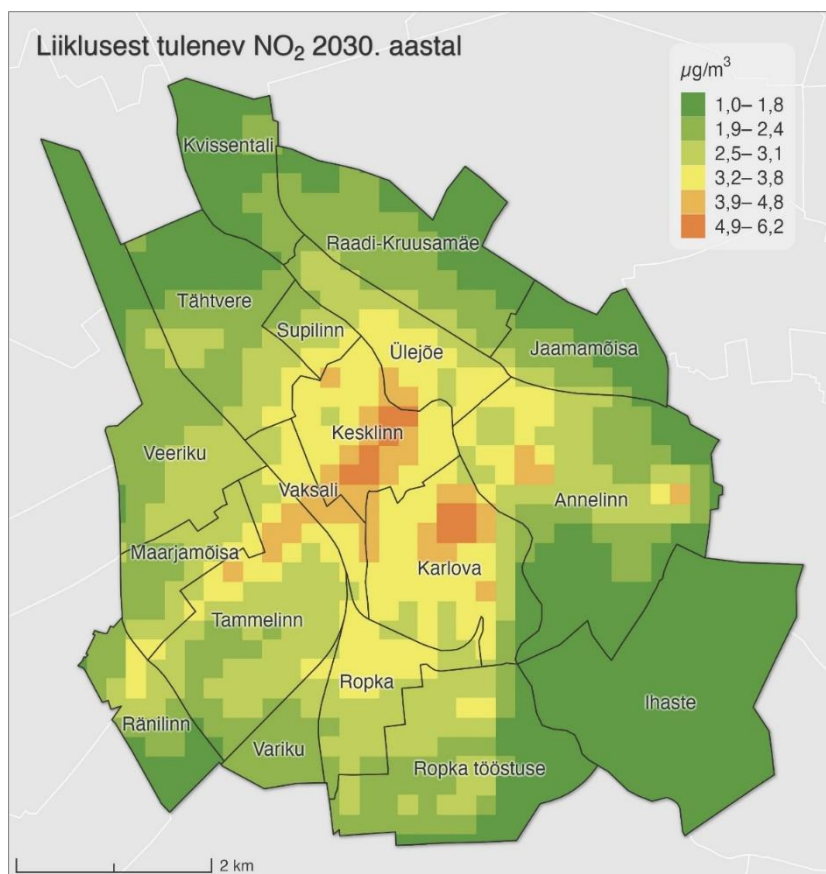 Liiklusest tulenev NO₂ 2030. aastal
µg/m³
1,0– 1,8
1,9– 2,4
2,5– 3,1
3,2– 3,8
3,9– 4,8
4,9– 6,2
Kvissentali
Raadi-Kruusamäe
Tähtvere
Supilinn
Ülejõe
Jaamamõisa
Kesklinn
Veeriku
Vaksali
Annelinn
Maarjamõisa
Karlova
Tammelinn
Ropka
Ihaste
Ränilinn
Variku
Ropka tööstuse
2 km